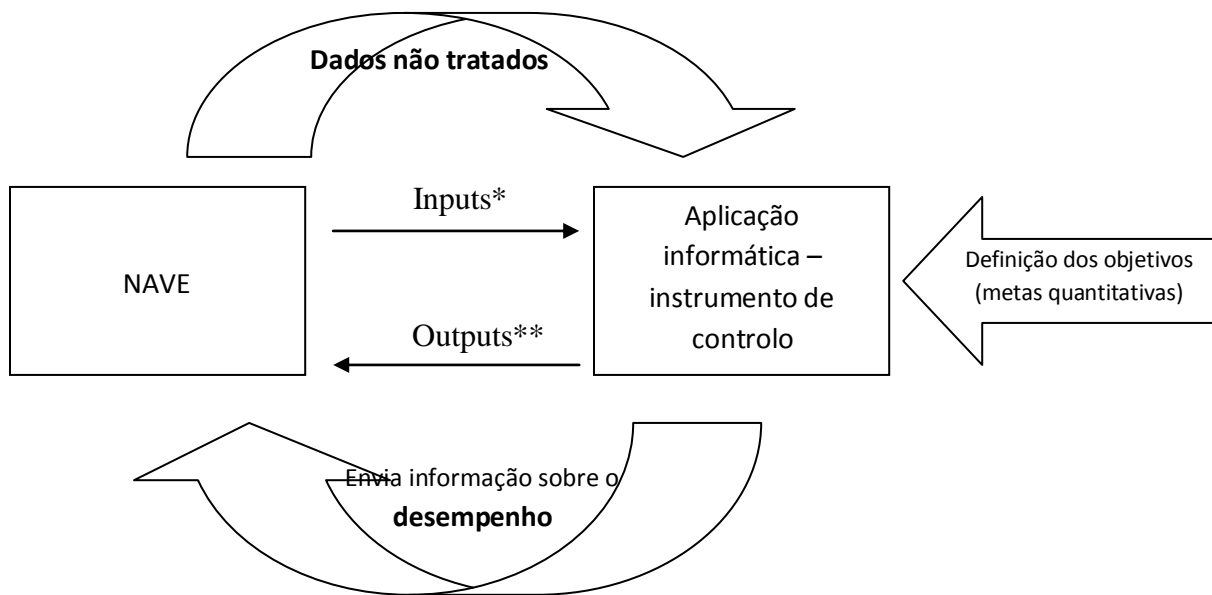 Dados não tratados
Inputs*
NAVE
Aplicação
informática –
instrumento de
controlo
Definição dos objetivos
(metas quantitativas)
Outputs**
Envia informação sobre o
desempenho